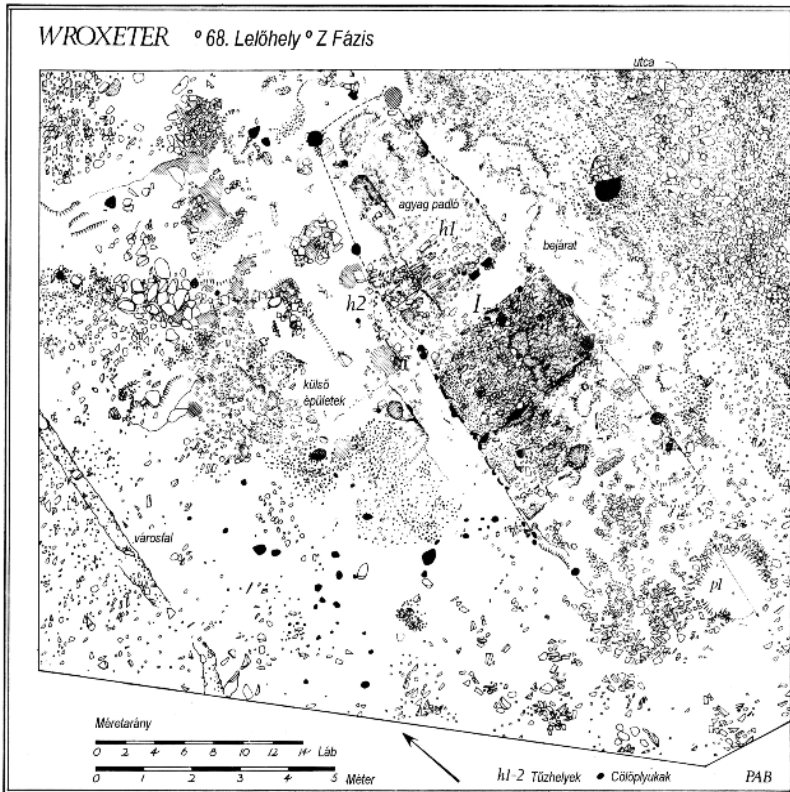 WROXETER º 68. Lelőhely º Z Fázis
utca
agyag padló
h1
bejárat
h2
I
külső
épületek
városfal
pl
Méretarány
0 2 4 6 8 10 12 14 Láb
0 1 2 3 4 5 Méter
h1-2 Tűzhelyek ● Cölöplyukak PAB